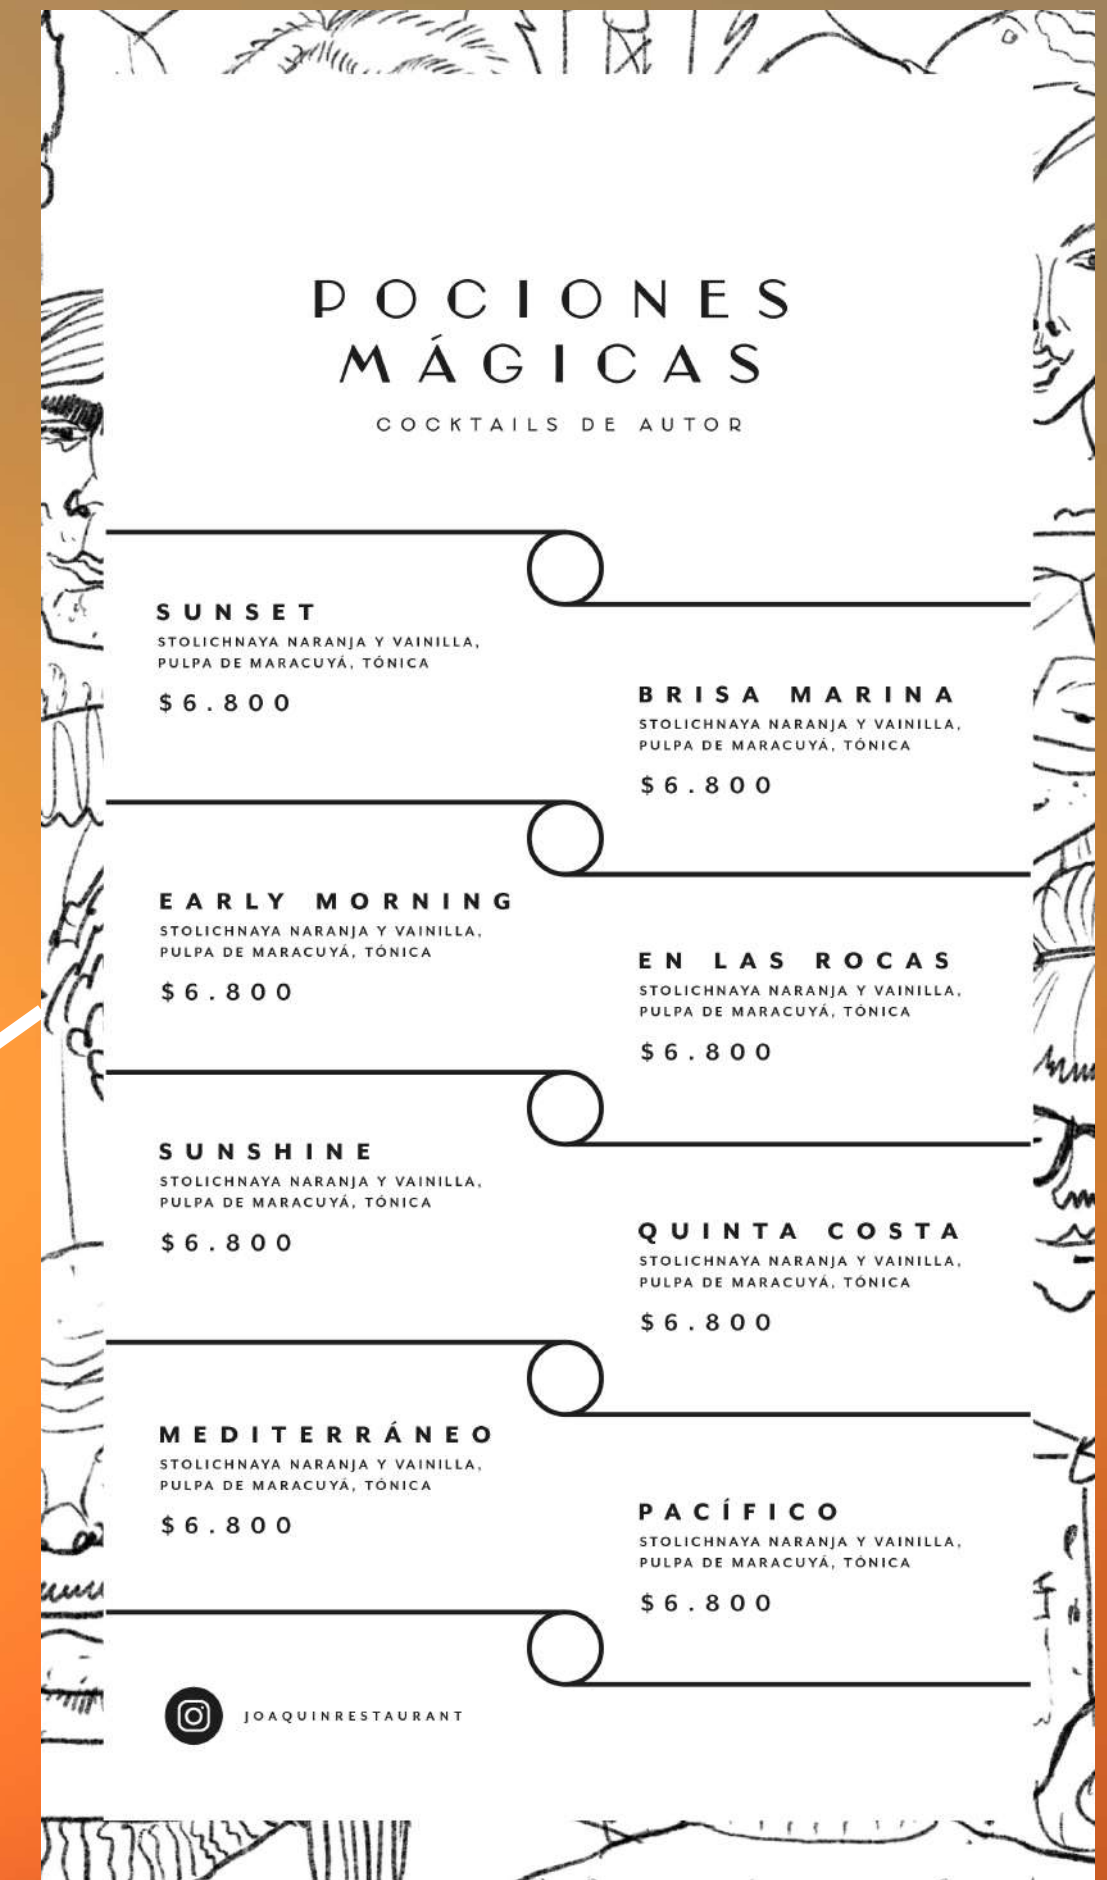 POCIONES
MÁGICAS
COCKTAILS DE AUTOR
SUNSET
STOLICHNAYA NARANJA Y VAINILLA,
PULPA DE MARACUYÁ, TÓNICA
$6.800
BRISA MARINA
STOLICHNAYA NARANJA Y VAINILLA,
PULPA DE MARACUYÁ, TÓNICA
$6.800
EARLY MORNING
STOLICHNAYA NARANJA Y VAINILLA,
PULPA DE MARACUYÁ, TÓNICA
$6.800
EN LAS ROCAS
STOLICHNAYA NARANJA Y VAINILLA,
PULPA DE MARACUYÁ, TÓNICA
$6.800
SUNSHINE
STOLICHNAYA NARANJA Y VAINILLA,
PULPA DE MARACUYÁ, TÓNICA
$6.800
QUINTA COSTA
STOLICHNAYA NARANJA Y VAINILLA,
PULPA DE MARACUYÁ, TÓNICA
$6.800
MEDITERRÁNEO
STOLICHNAYA NARANJA Y VAINILLA,
PULPA DE MARACUYÁ, TÓNICA
$6.800
PACÍFICO
STOLICHNAYA NARANJA Y VAINILLA,
PULPA DE MARACUYÁ, TÓNICA
$6.800
JOAQUINRESTAURANT